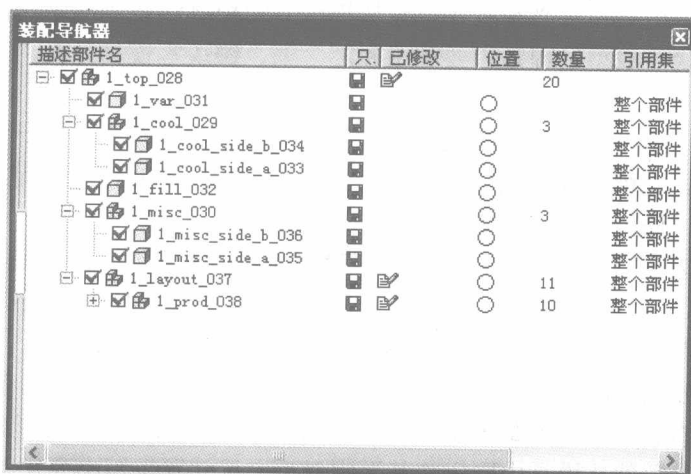 装配导航器
描述部件名 只. 已修改 位置 数量 引用集
1_top_028 20
1_var_031 整个部件
1_cool_029 3 整个部件
1_cool_side_b_034 整个部件
1_cool_side_a_033 整个部件
1_fill_032 整个部件
1_misc_030 3 整个部件
1_misc_side_b_036 整个部件
1_misc_side_a_035 整个部件
1_layout_037 11 整个部件
1_prod_038 10 整个部件